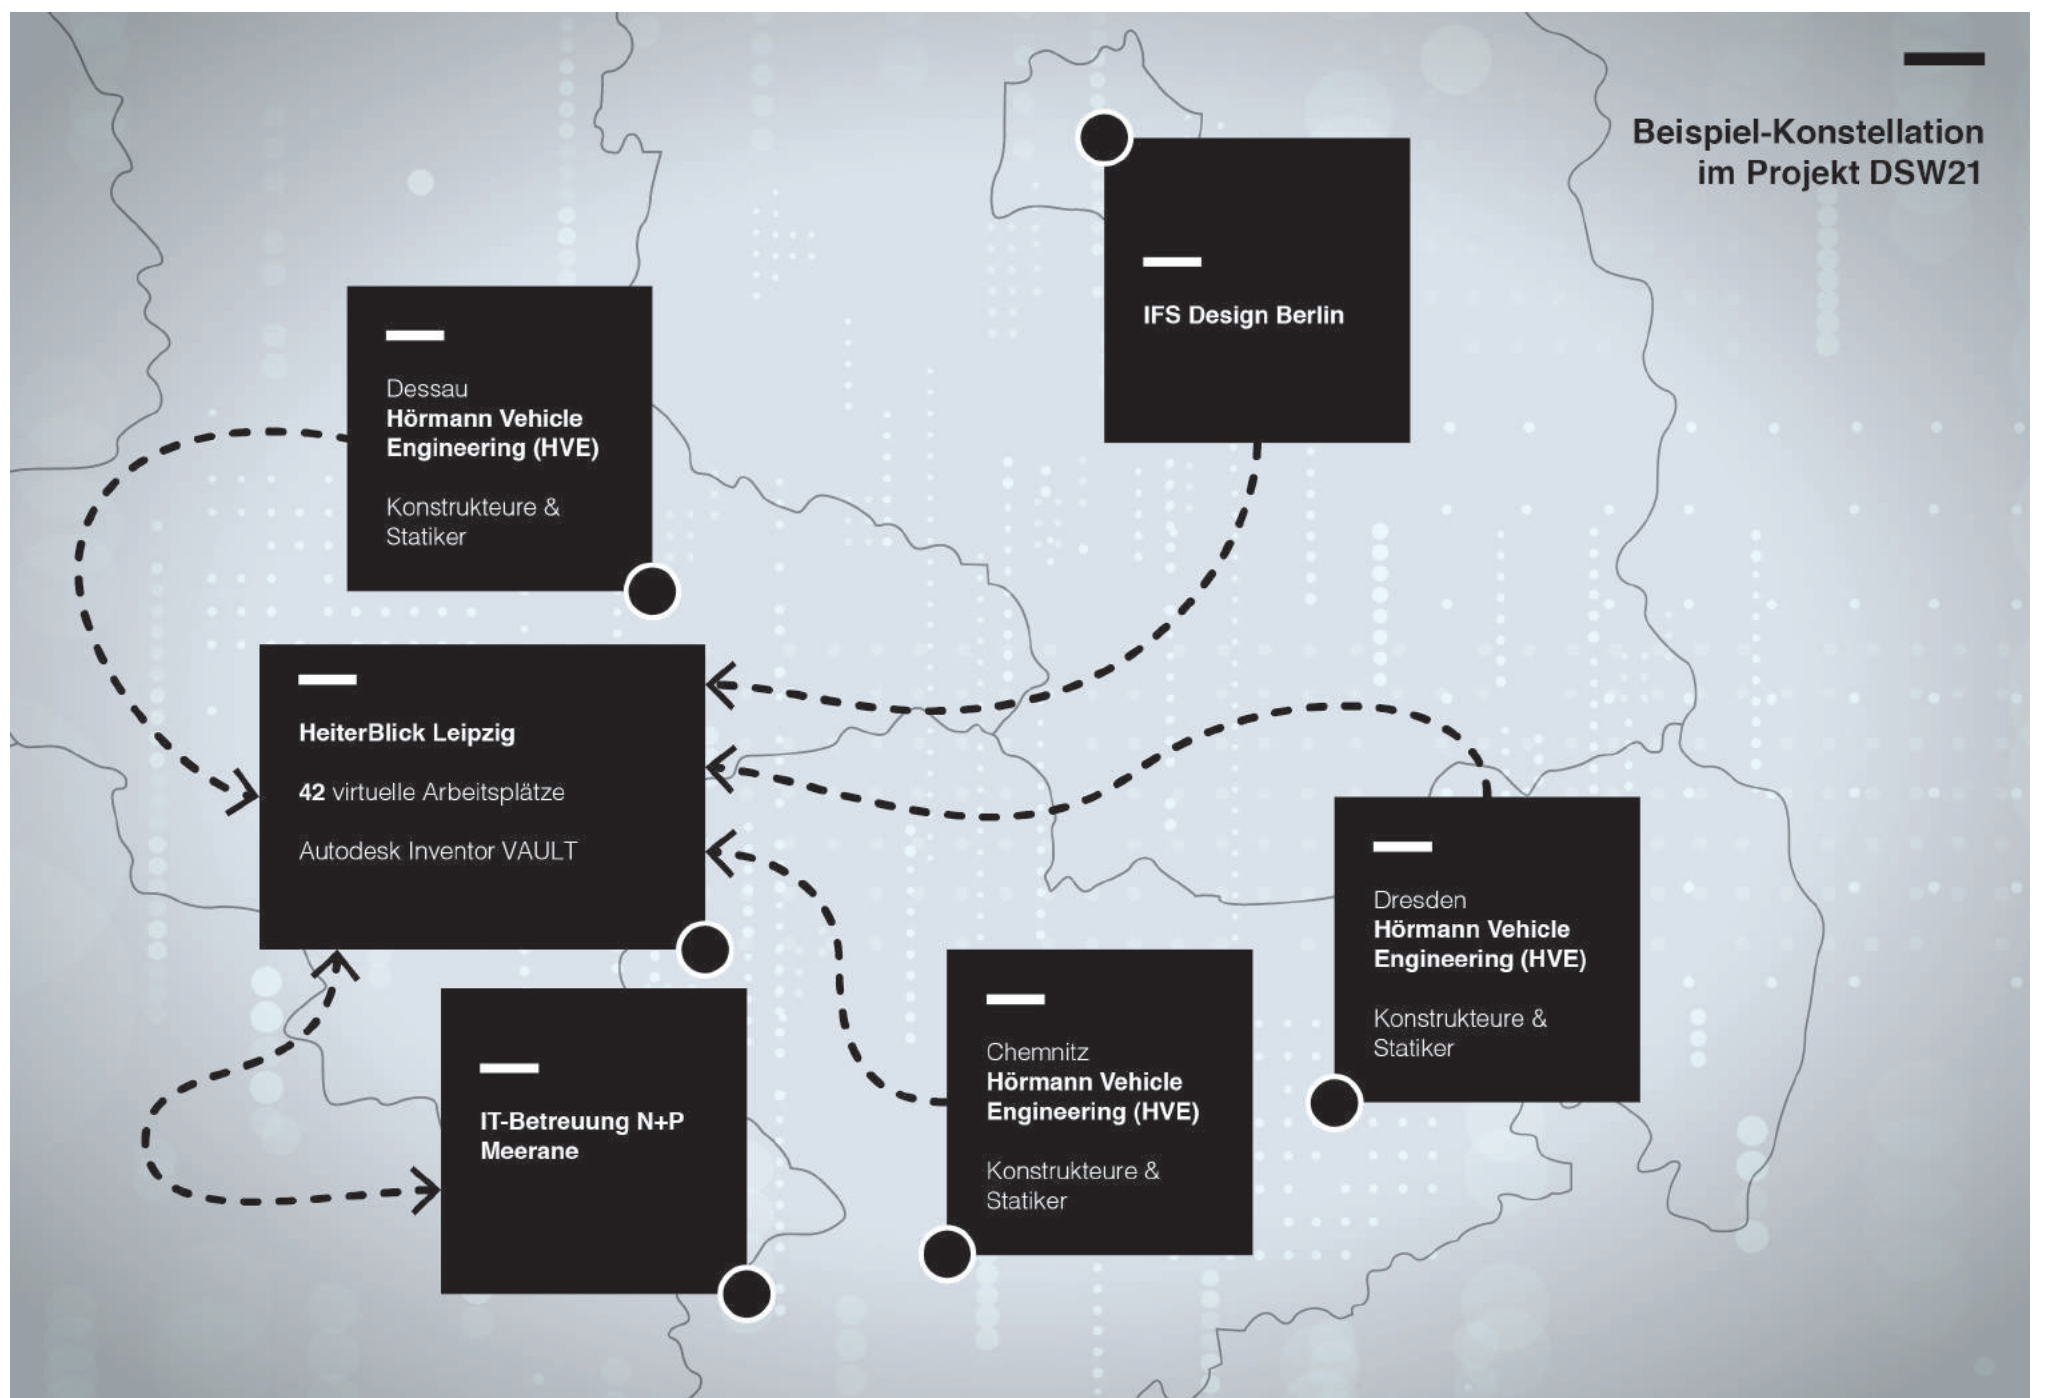 Beispiel-Konstellation
im Projekt DSW21
IFS Design Berlin
Dessau
Hörmann Vehicle
Engineering (HVE)
Konstrukteure &
Statiker
HeiterBlick Leipzig
42 virtuelle Arbeitsplätze
Autodesk Inventor VAULT
Dresden
Hörmann Vehicle
Engineering (HVE)
Konstrukteure &
Statiker
Chemnitz
Hörmann Vehicle
Engineering (HVE)
Konstrukteure &
Statiker
IT-Betreuung N+P
Meerane